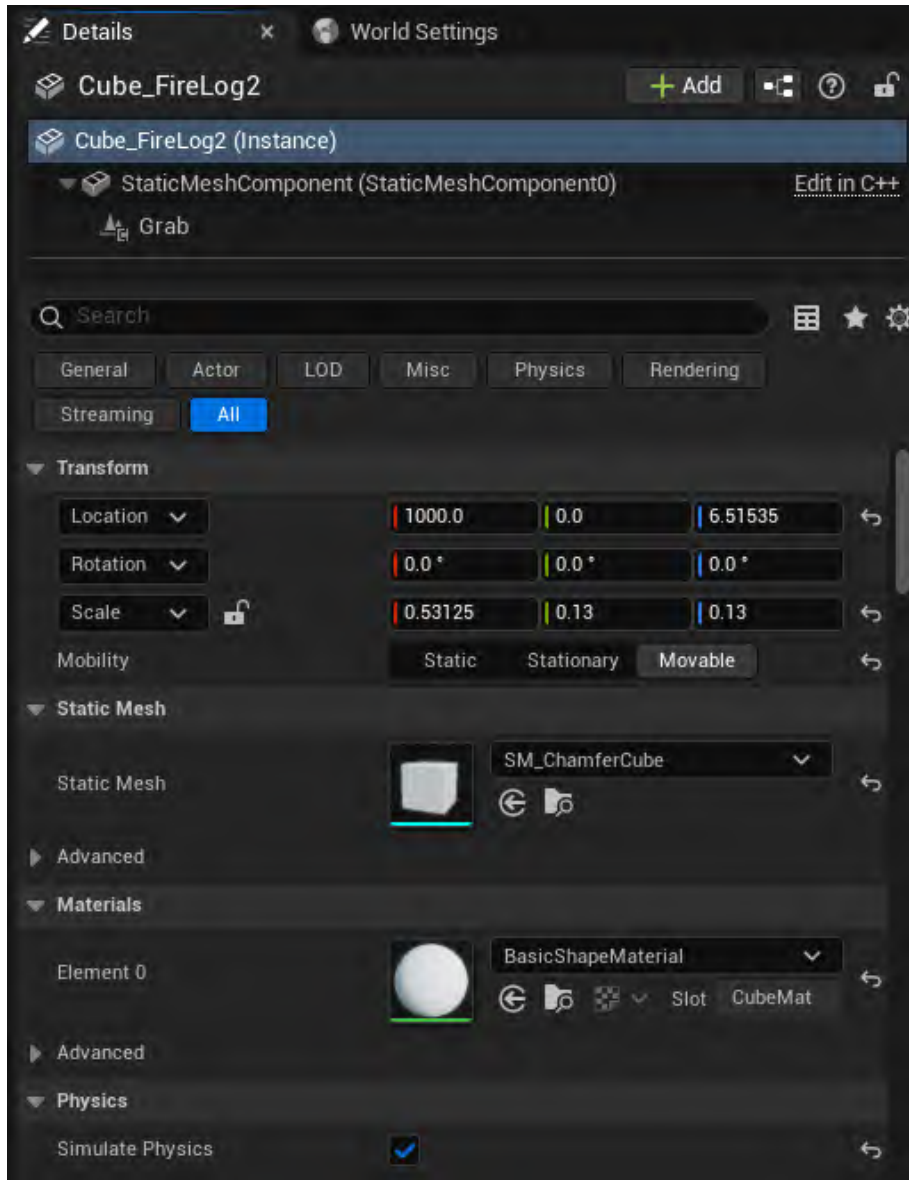 Details × World Settings
Cube_FireLog2 + Add
Cube_FireLog2 (Instance)
StaticMeshComponent (StaticMeshComponent0) Edit in C++
Grab
Search
General Actor LOD Misc Physics Rendering
Streaming All
Transform
Location 1000.0 0.0 6.51535
Rotation 0.0 ° 0.0 ° 0.0 °
Scale 0.53125 0.13 0.13
Mobility Static Stationary Movable
Static Mesh
SM_ChamferCube
Static Mesh
Advanced
Materials
BasicShapeMaterial
Element 0
Slot CubeMat
Advanced
Physics
Simulate Physics